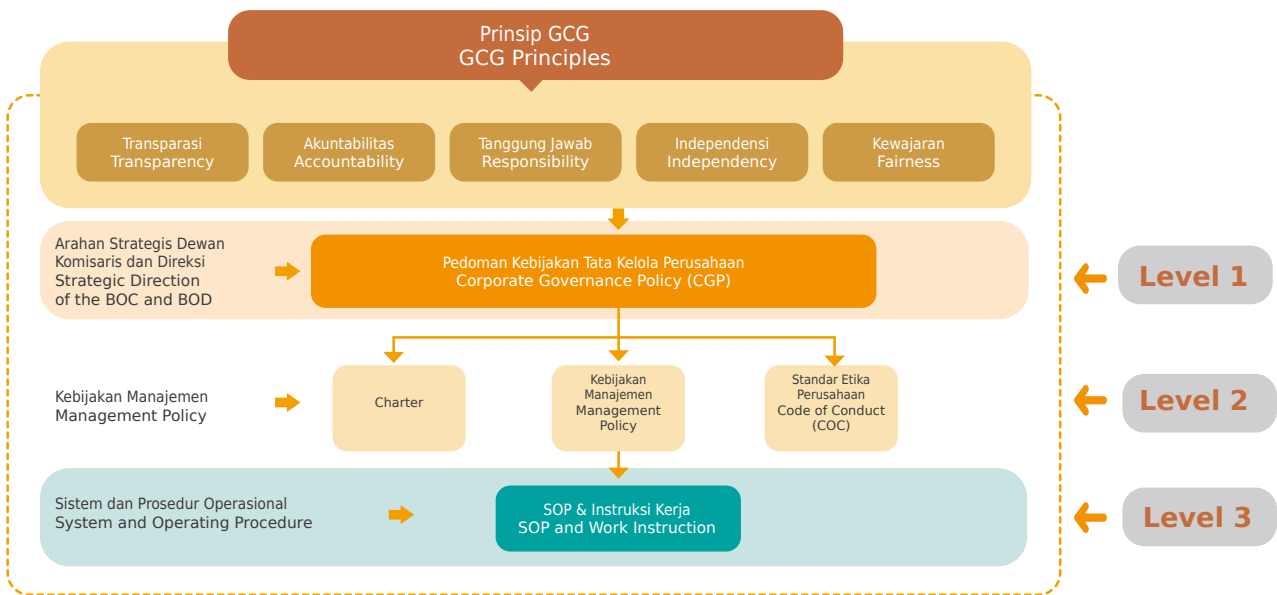 Prinsip GCG
GCG Principles
Transparasi
Transparency
Akuntabilitas
Accountability
Tanggung Jawab
Responsibility
Independensi
Independency
Kewajaran
Fairness
Arahan Strategis Dewan
Komisaris dan Direksi
Strategic Direction
of the BOC and BOD
Pedoman Kebijakan Tata Kelola Perusahaan
Corporate Governance Policy (CGP)
Level 1
Kebijakan Manajemen
Management Policy
Charter
Kebijakan
Manajemen
Management
Policy
Standar Etika
Perusahaan
Code of Conduct
(COC)
Level 2
Sistem dan Prosedur Operasional
System and Operating Procedure
SOP & Instruksi Kerja
SOP and Work Instruction
Level 3